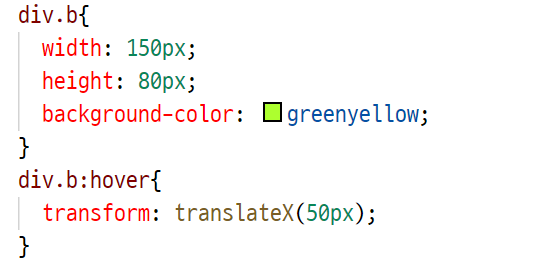 div.b{
width: 150px;
height: 80px;
background-color: greenyellow;
}
div.b:hover{
transform: translateX(50px);
}